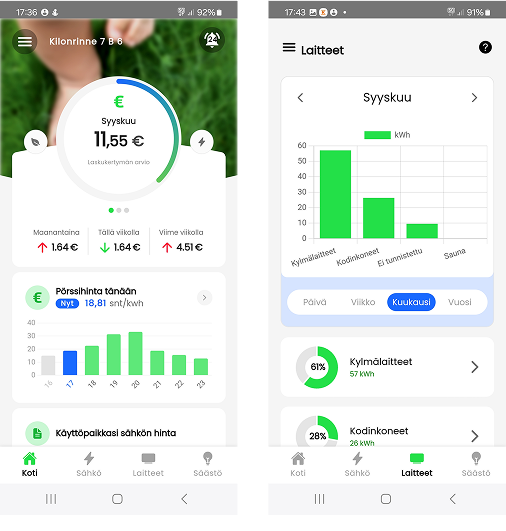 17:36
92%
Kilonrinne 7 B 6
€
Syyskuu
11,55 €
Laskukertymän arvio
Maanantaina
Tällä viikolla
Viime viikolla
1.64 €
1.64 €
4.51 €
€
Pörssihinta tänään
Nyt 18,81 snt/kwh
40
30
20
10
0
16 17 18 19 20 21 22 23
Käyttöpaikkasi sähkön hinta
Koti
Sähkö
Laitteet
Säästö
17:43
91%
Laitteet
?
Syyskuu
kWh
60
50
40
30
20
10
0
Kylmälaitteet
Kodinkoneet
Ei tunnistettu
Sauna
Päivä
Viikko
Kuukausi
Vuosi
61%
Kylmälaitteet
57 kWh
28%
Kodinkoneet
26 kWh
Koti
Sähkö
Laitteet
Säästö